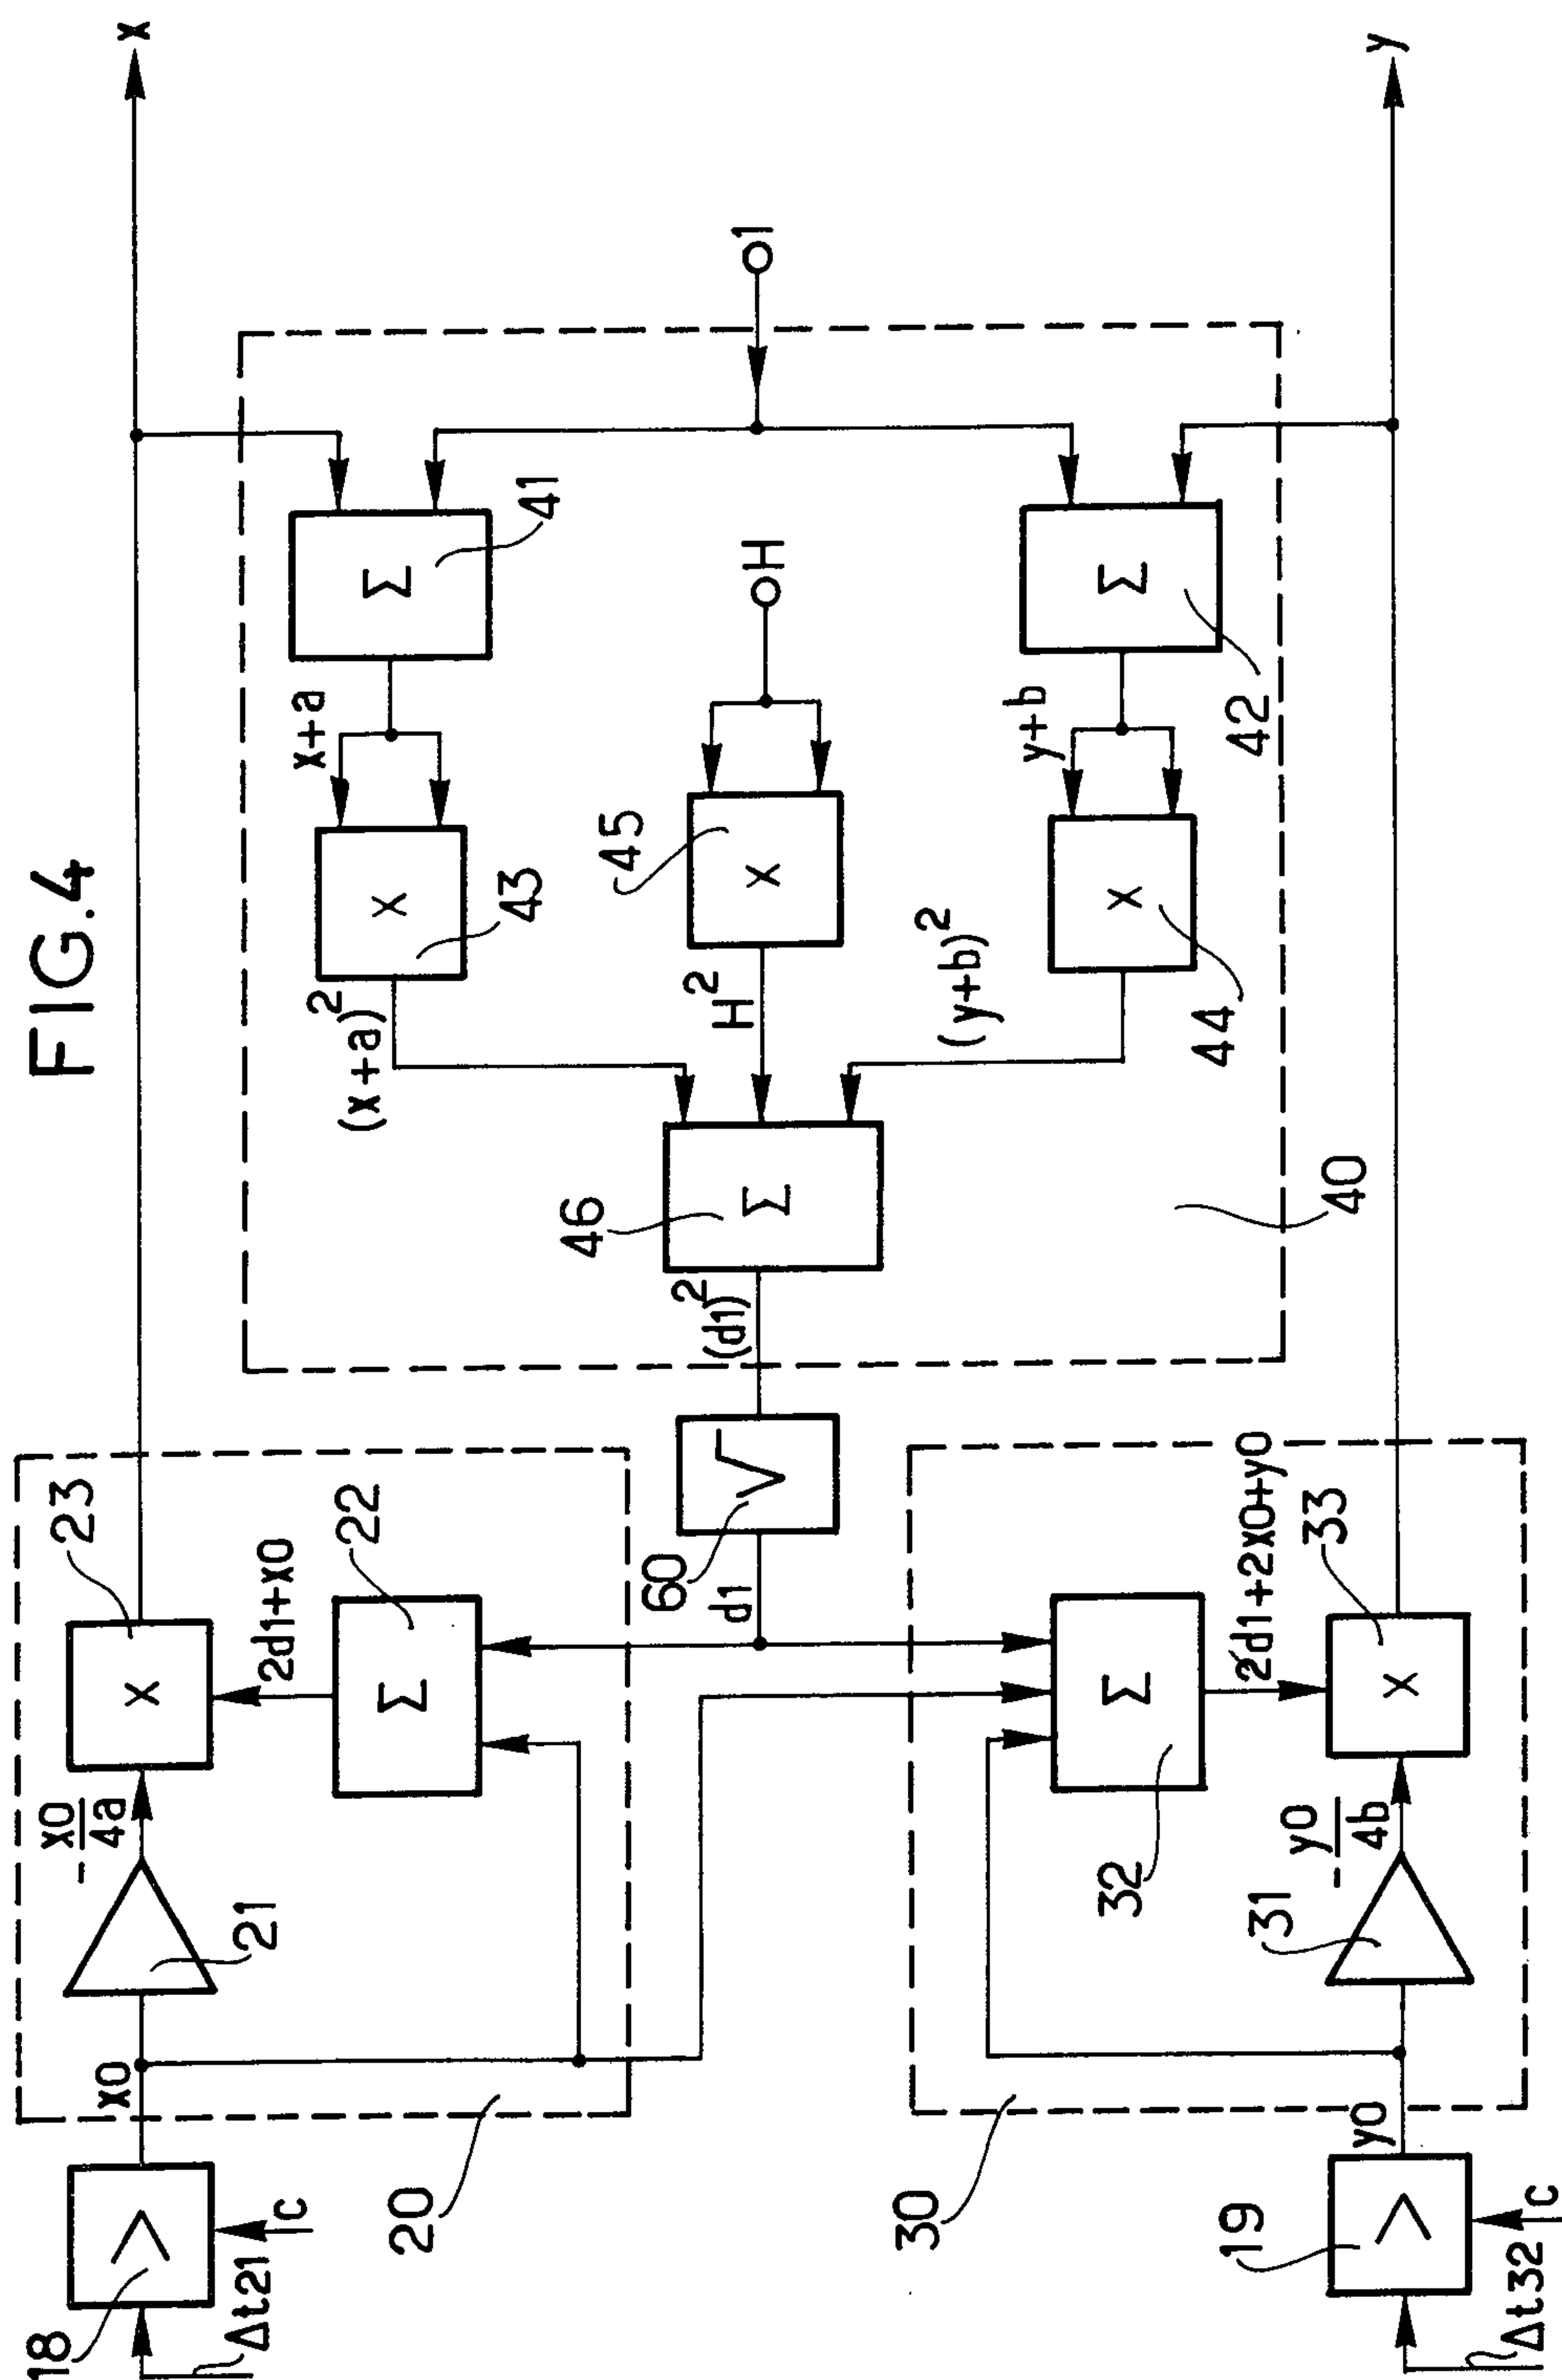 FIG.4
18
Δt21
c
x0
20
21
- x0
4a
23
2d1+x0
22
Σ
X
x
19
Δt32
c
y0
30
31
- y0
4b
32
Σ
2d1+2x0+y0
33
X
y
60
√
d1
(d1)²
46
Σ
40
(x+a)²
H²
(y+b)²
43
X
45
X
44
X
x+a
y+b
41
Σ
H
42
Σ
1